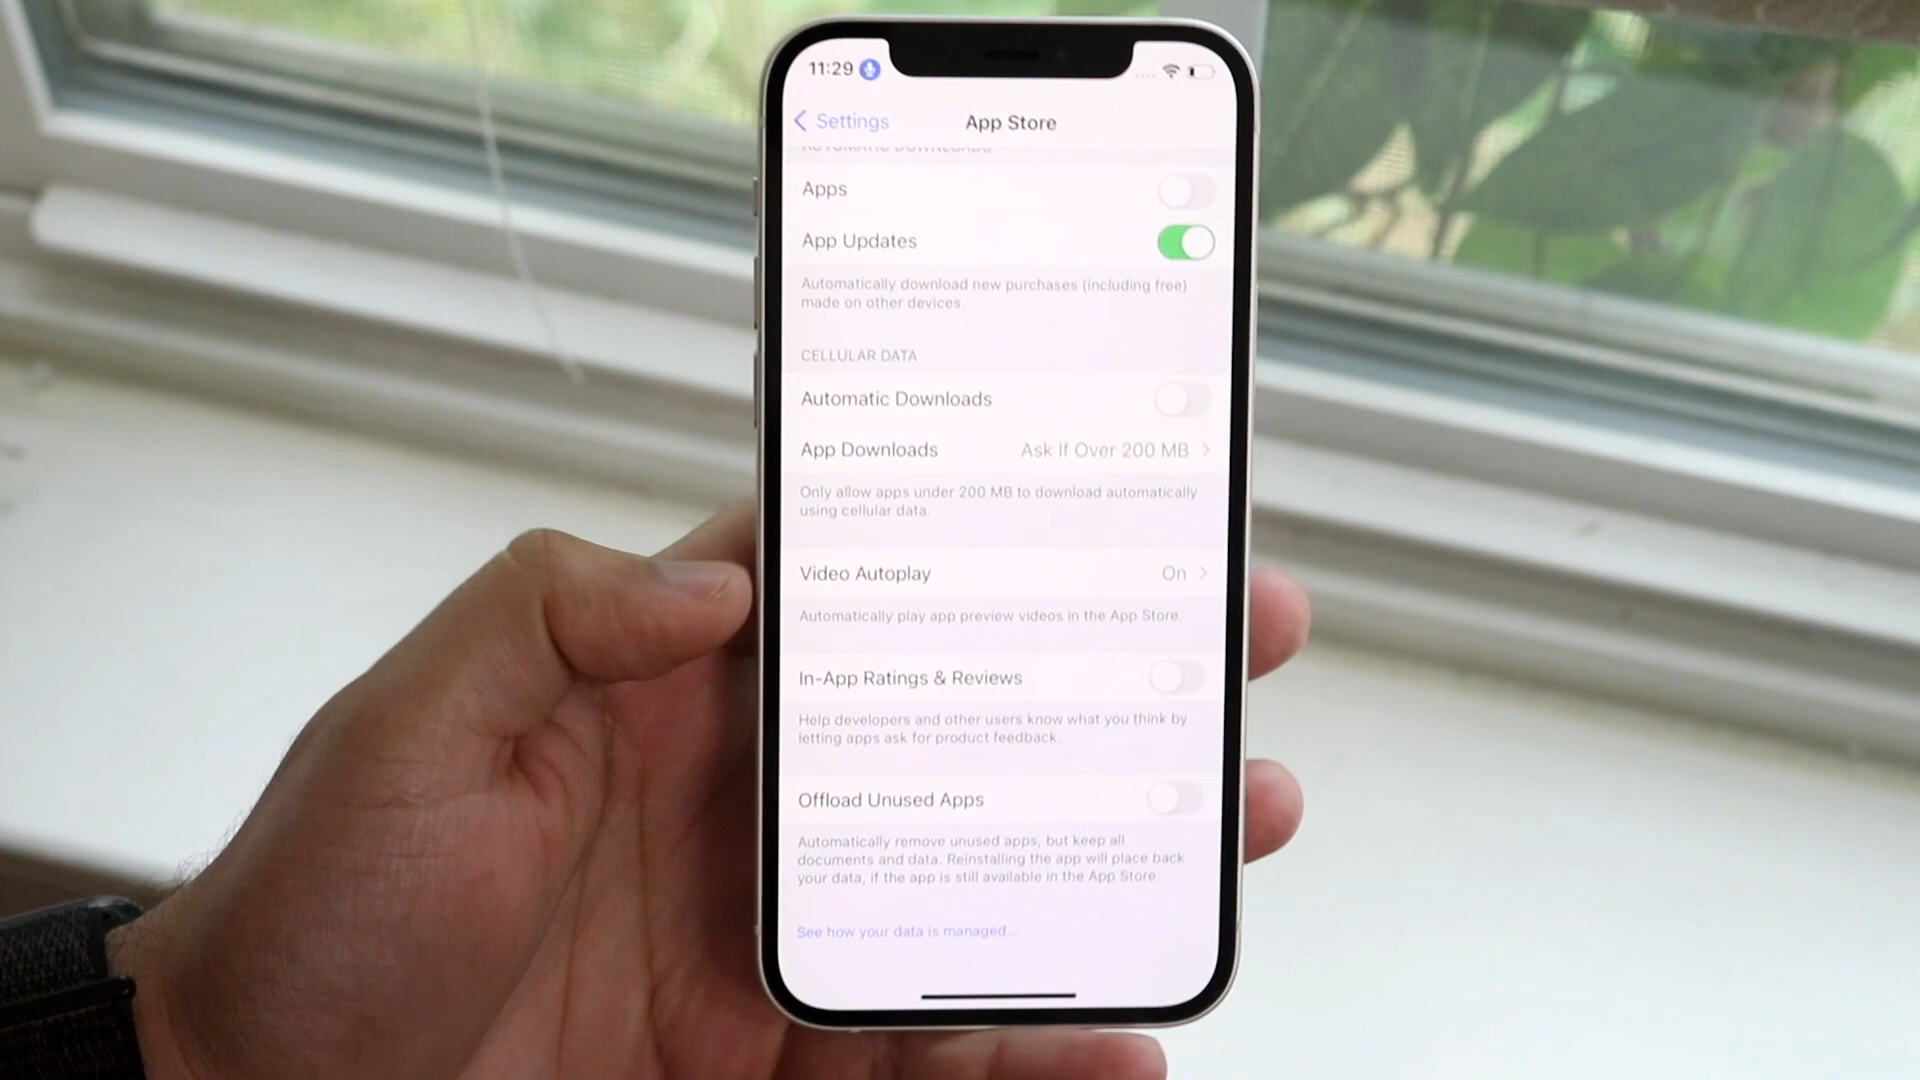 11:29
Settings
App Store
AUTOMATIC DOWNLOADS
Apps
App Updates
Automatically download new purchases (including free)
made on other devices.
CELLULAR DATA
Automatic Downloads
App Downloads Ask If Over 200 MB
Only allow apps under 200 MB to download automatically
using cellular data.
Video Autoplay On
Automatically play app preview videos in the App Store.
In-App Ratings & Reviews
Help developers and other users know what you think by
letting apps ask for product feedback.
Offload Unused Apps
Automatically remove unused apps, but keep all
documents and data. Reinstalling the app will place back
your data, if the app is still available in the App Store.
See how your data is managed...